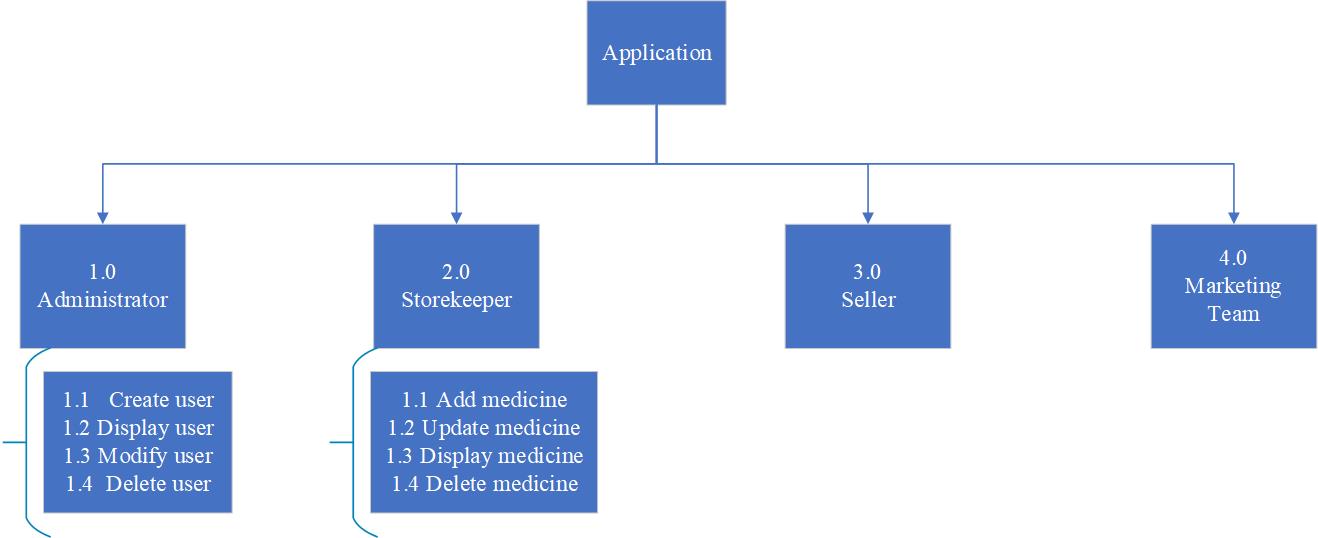 Application
1.0
Administrator
2.0
Storekeeper
3.0
Seller
4.0
Marketing
Team
1.1 Create user
1.2 Display user
1.3 Modify user
1.4 Delete user
1.1 Add medicine
1.2 Update medicine
1.3 Display medicine
1.4 Delete medicine